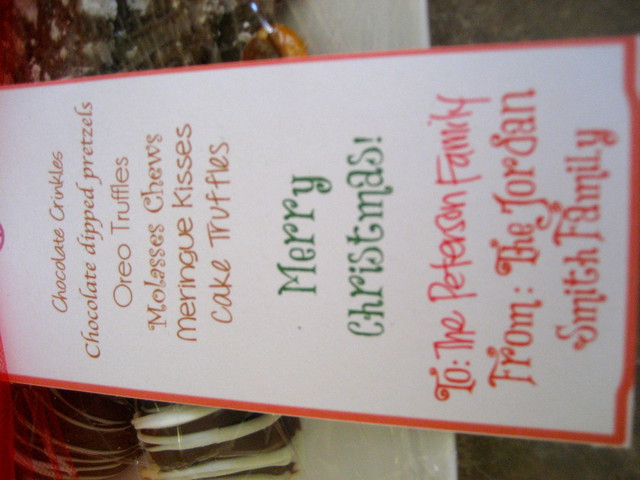 Chocolate Crinkles
Chocolate dipped pretzels
Oreo Truffles
Molasses Chews
Meringue Kisses
Cake Truffles
Merry
Christmas!
To: The Peterson Family
From: The Jordan
Smith Family